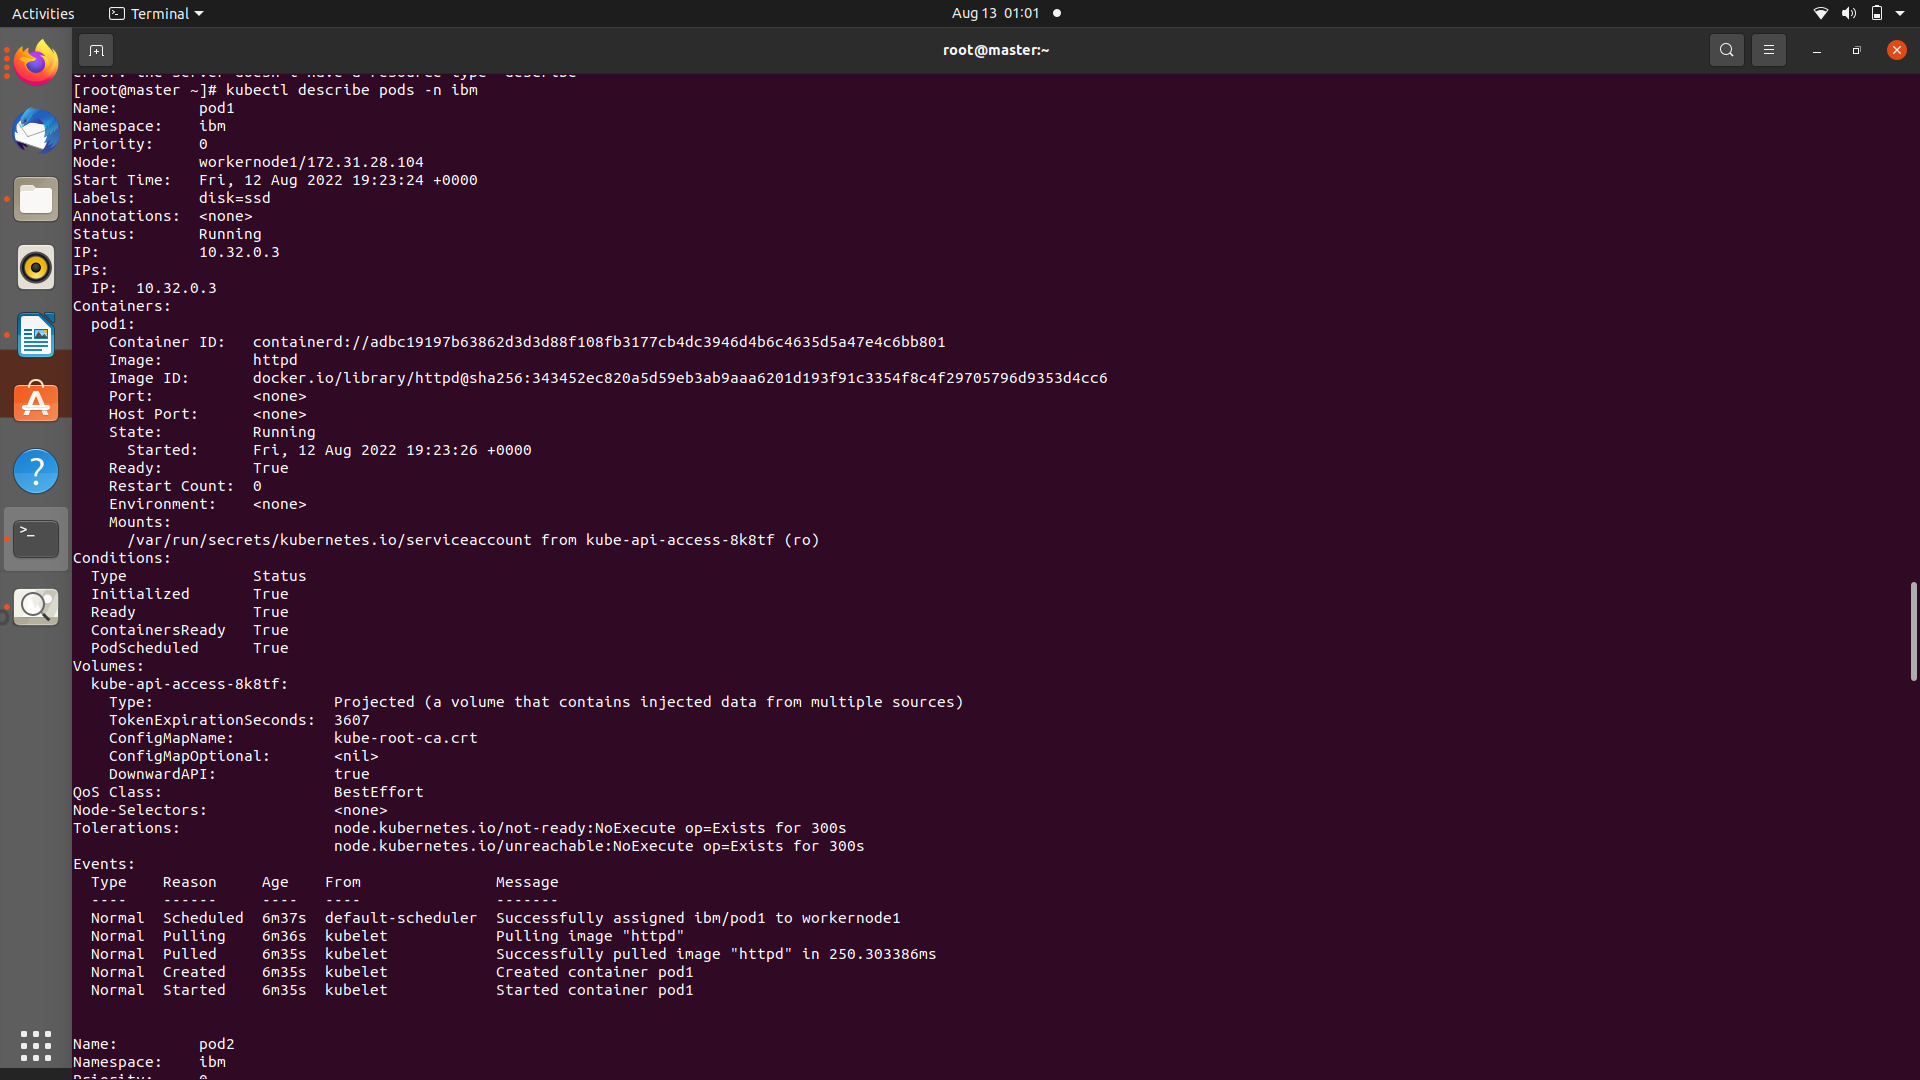 Activities
Terminal
Aug 13 01:01
root@master:~
error: the server doesn't have a resource type "describe"
[root@master ~]# kubectl describe pods -n ibm
Name:         pod1
Namespace:    ibm
Priority:     0
Node:         workernode1/172.31.28.104
Start Time:   Fri, 12 Aug 2022 19:23:24 +0000
Labels:       disk=ssd
Annotations:  <none>
Status:       Running
IP:           10.32.0.3
IPs:
  IP:  10.32.0.3
Containers:
  pod1:
    Container ID:   containerd://adbc19197b63862d3d3d88f108fb3177cb4dc3946d4b6c4635d5a47e4c6bb801
    Image:          httpd
    Image ID:       docker.io/library/httpd@sha256:343452ec820a5d59eb3ab9aaa6201d193f91c3354f8c4f29705796d9353d4cc6
    Port:           <none>
    Host Port:      <none>
    State:          Running
      Started:      Fri, 12 Aug 2022 19:23:26 +0000
    Ready:          True
    Restart Count:  0
    Environment:    <none>
    Mounts:
      /var/run/secrets/kubernetes.io/serviceaccount from kube-api-access-8k8tf (ro)
Conditions:
  Type              Status
  Initialized       True
  Ready             True
  ContainersReady   True
  PodScheduled      True
Volumes:
  kube-api-access-8k8tf:
    Type:                    Projected (a volume that contains injected data from multiple sources)
    TokenExpirationSeconds:  3607
    ConfigMapName:           kube-root-ca.crt
    ConfigMapOptional:       <nil>
    DownwardAPI:             true
QoS Class:                   BestEffort
Node-Selectors:              <none>
Tolerations:                 node.kubernetes.io/not-ready:NoExecute op=Exists for 300s
                             node.kubernetes.io/unreachable:NoExecute op=Exists for 300s
Events:
  Type    Reason     Age    From               Message
  ----    ------     ----   ----               -------
  Normal  Scheduled  6m37s  default-scheduler  Successfully assigned ibm/pod1 to workernode1
  Normal  Pulling    6m36s  kubelet            Pulling image "httpd"
  Normal  Pulled     6m35s  kubelet            Successfully pulled image "httpd" in 250.303386ms
  Normal  Created    6m35s  kubelet            Created container pod1
  Normal  Started    6m35s  kubelet            Started container pod1
Name:         pod2
Namespace:    ibm
Priority:     0